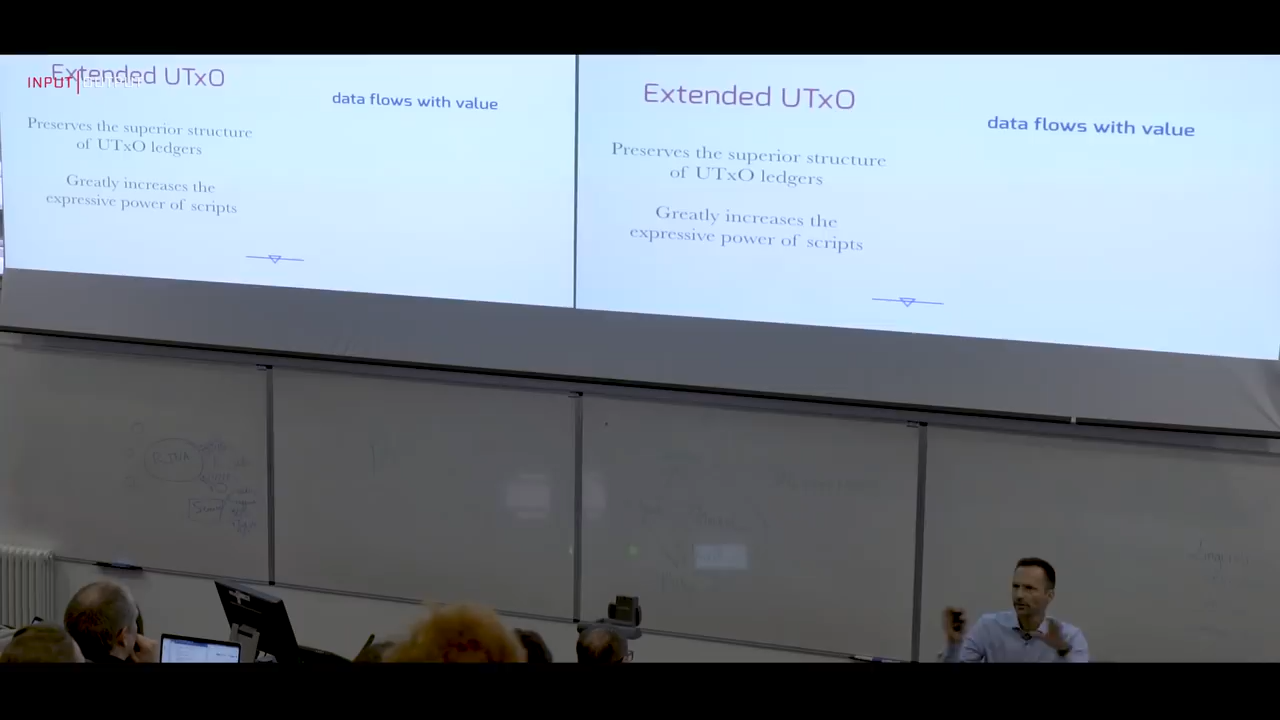 INPUT OUTPUT
Extended UTxO
data flows with value
Preserves the superior structure
of UTxO ledgers
Greatly increases the
expressive power of scripts
Extended UTxO
data flows with value
Preserves the superior structure
of UTxO ledgers
Greatly increases the
expressive power of scripts